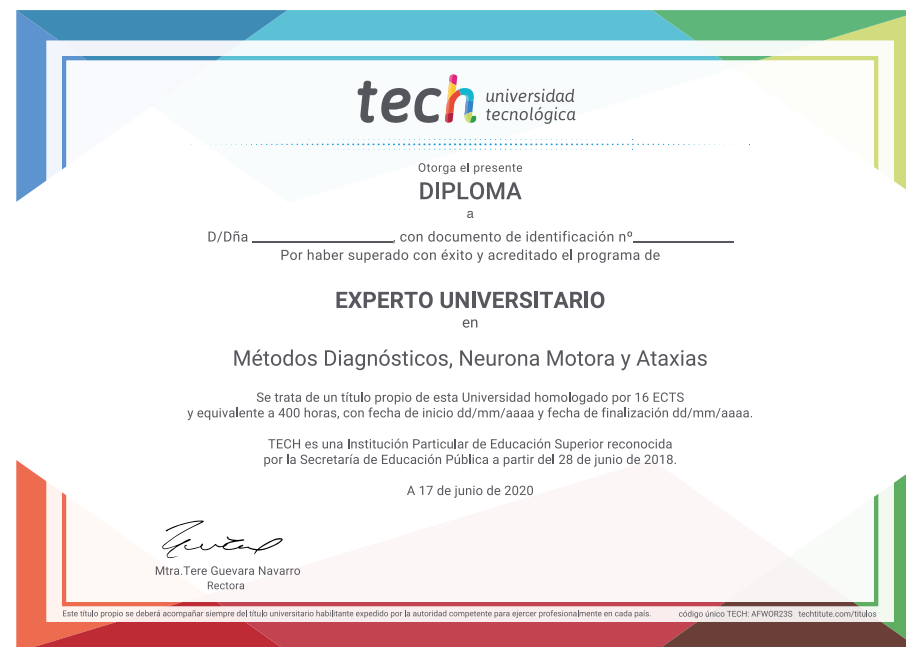 tech universidad
tecnológica
Otorga el presente
DIPLOMA
a
D/Dña ____________________, con documento de identificación nº______________
Por haber superado con éxito y acreditado el programa de
EXPERTO UNIVERSITARIO
en
Métodos Diagnósticos, Neurona Motora y Ataxias
Se trata de un título propio de esta Universidad homologado por 16 ECTS
y equivalente a 400 horas, con fecha de inicio dd/mm/aaaa y fecha de finalización dd/mm/aaaa.
TECH es una Institución Particular de Educación Superior reconocida
por la Secretaría de Educación Pública a partir del 28 de junio de 2018.
A 17 de junio de 2020
Mtra.Tere Guevara Navarro
Rectora
Este título propio se deberá acompañar siempre del título universitario habilitante expedido por la autoridad competente para ejercer profesionalmente en cada país. código único TECH: AFWOR23S techtitute.com/titulos